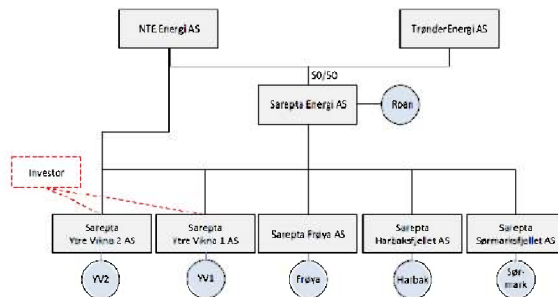 NTE Energi AS
TrønderEnergi AS
50/50
Sarepta Energi AS
Roan
Investor
Sarepta
Ytre Vikna 2 AS
Sarepta
Ytre Vikna 1 AS
Sarepta Frøya AS
Sarepta
Harbaksfjellet AS
Sarepta
Sørmarksfjellet AS
YV2
YV1
Frøya
Harbak
Sør-
mark